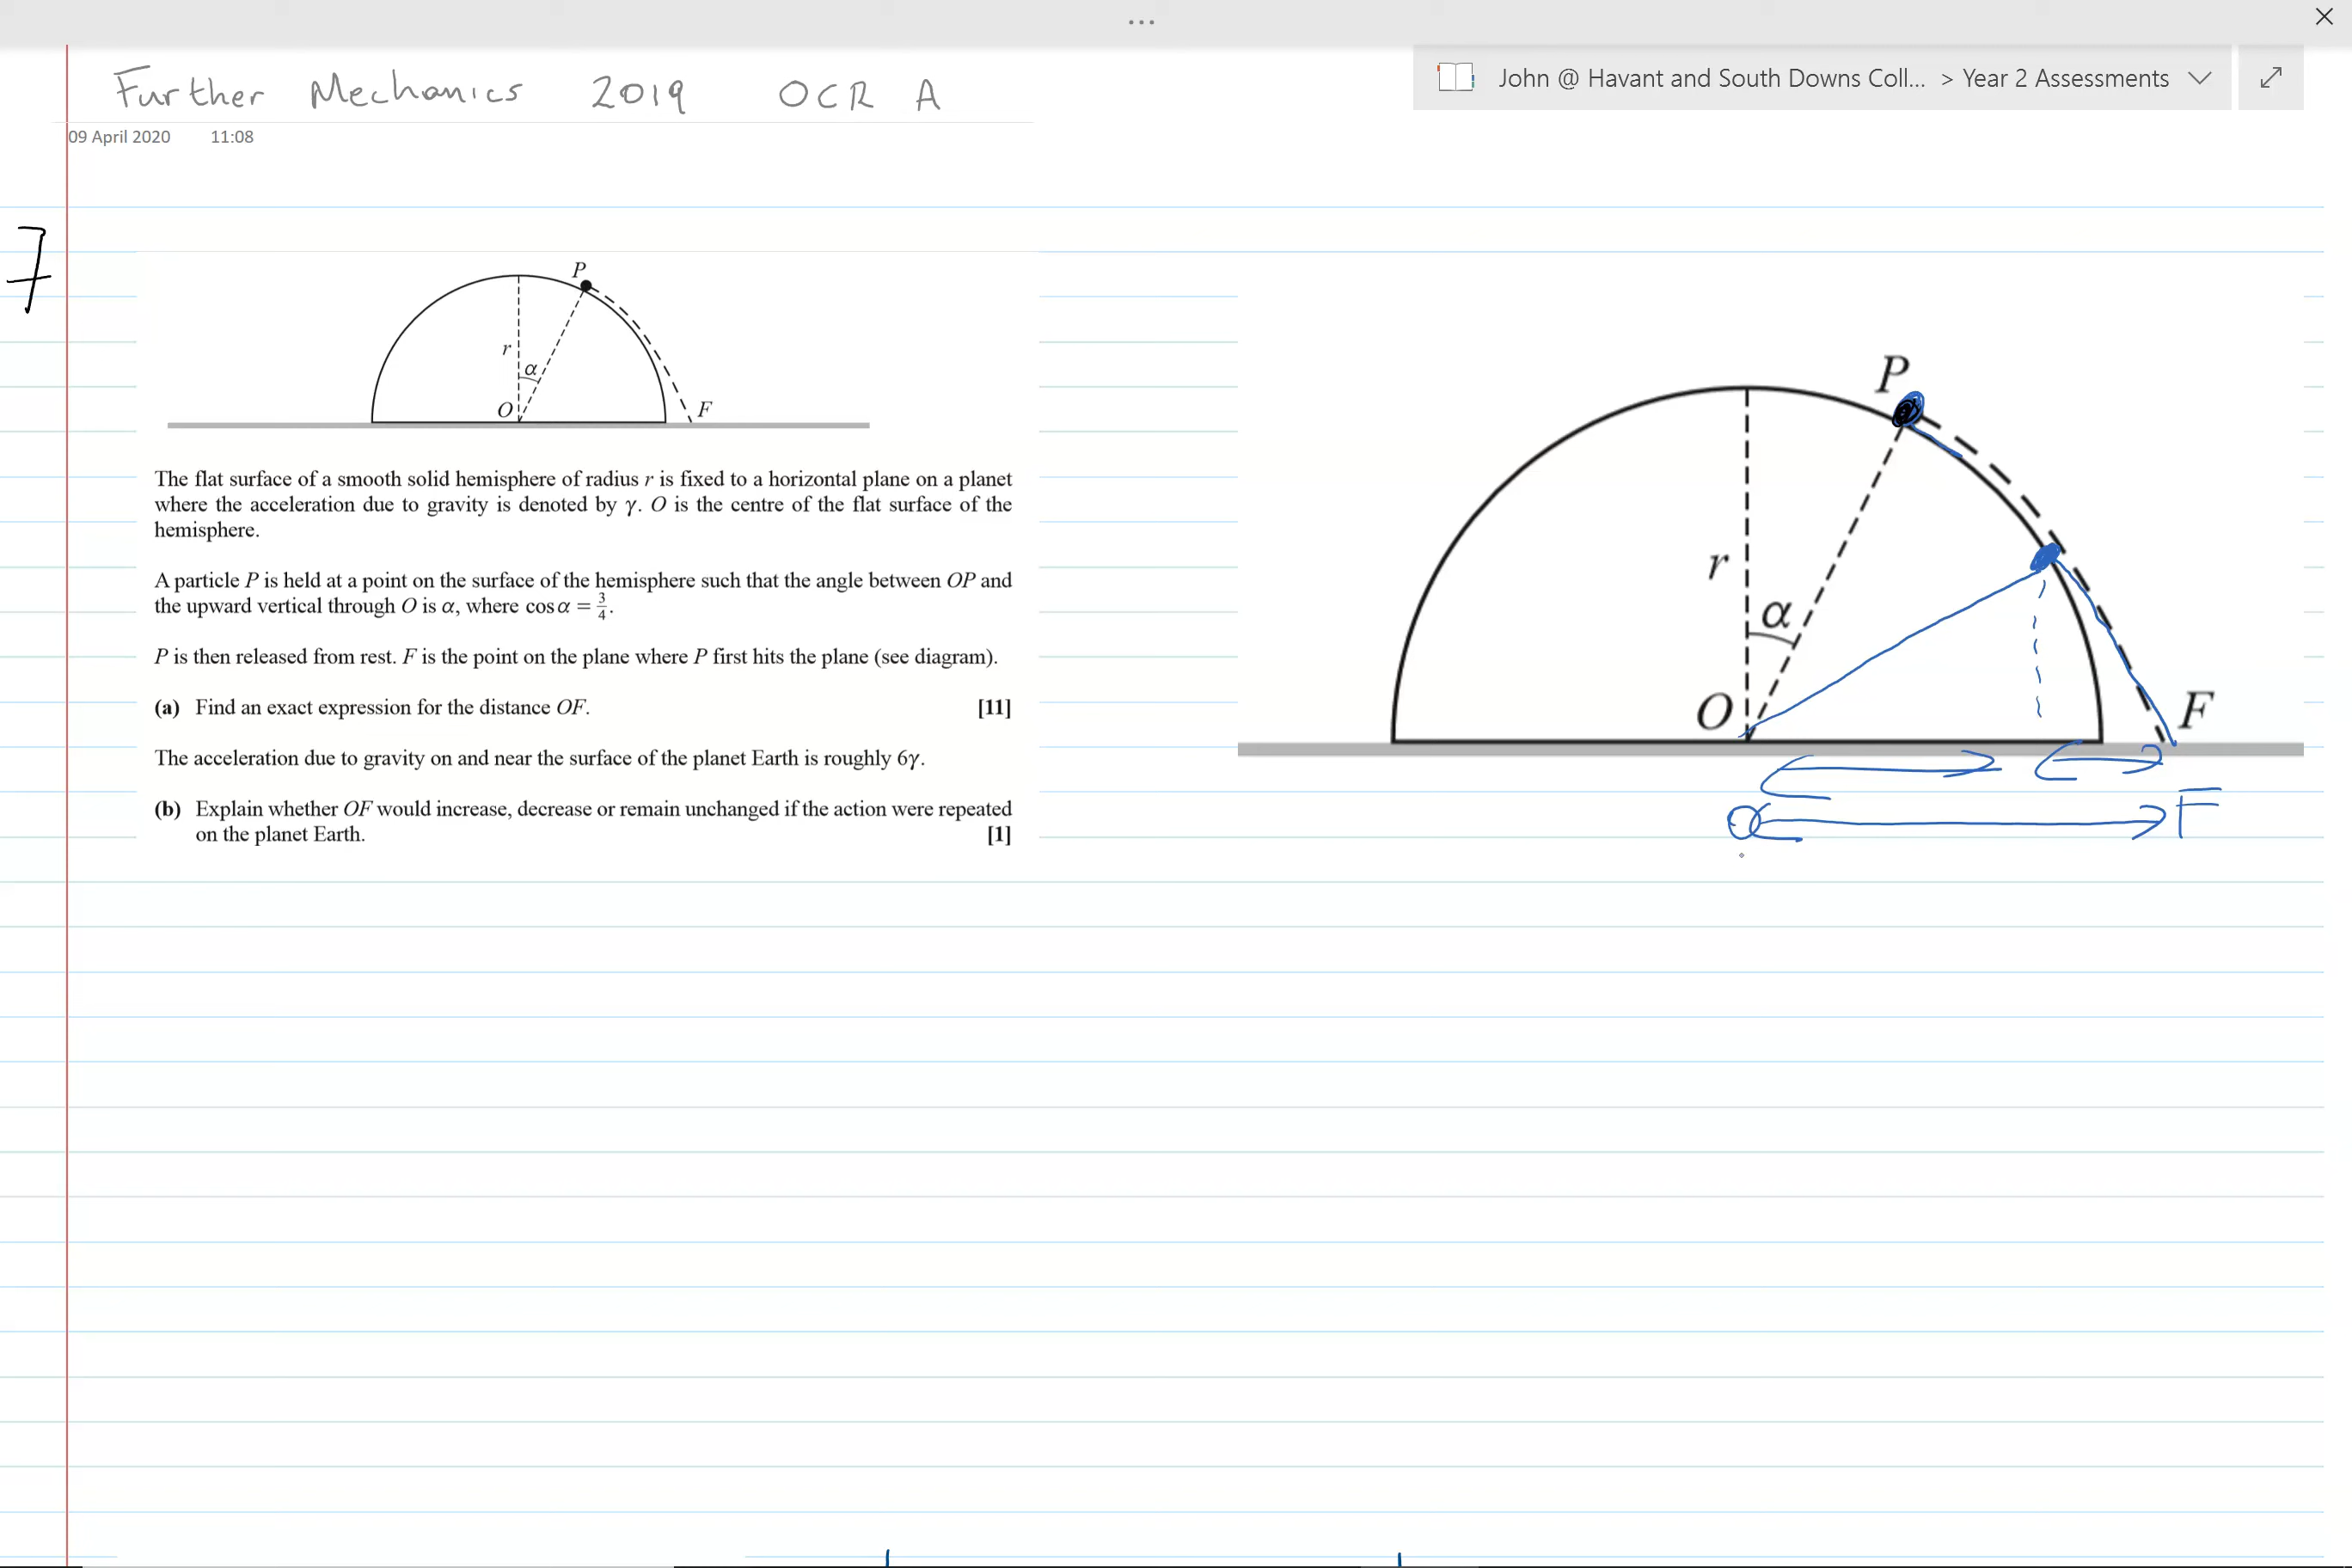 John @ Havant and South Downs Coll... > Year 2 Assessments
Further Mechanics 2019 OCR A
09 April 2020 11:08
7
P
r
α
O
F
The flat surface of a smooth solid hemisphere of radius r is fixed to a horizontal plane on a planet
where the acceleration due to gravity is denoted by γ. O is the centre of the flat surface of the
hemisphere.
A particle P is held at a point on the surface of the hemisphere such that the angle between OP and
the upward vertical through O is α, where cos α = 3/4.
P is then released from rest. F is the point on the plane where P first hits the plane (see diagram).
(a) Find an exact expression for the distance OF. [11]
The acceleration due to gravity on and near the surface of the planet Earth is roughly 6γ.
(b) Explain whether OF would increase, decrease or remain unchanged if the action were repeated
on the planet Earth. [1]
P
r
α
O
F
O F